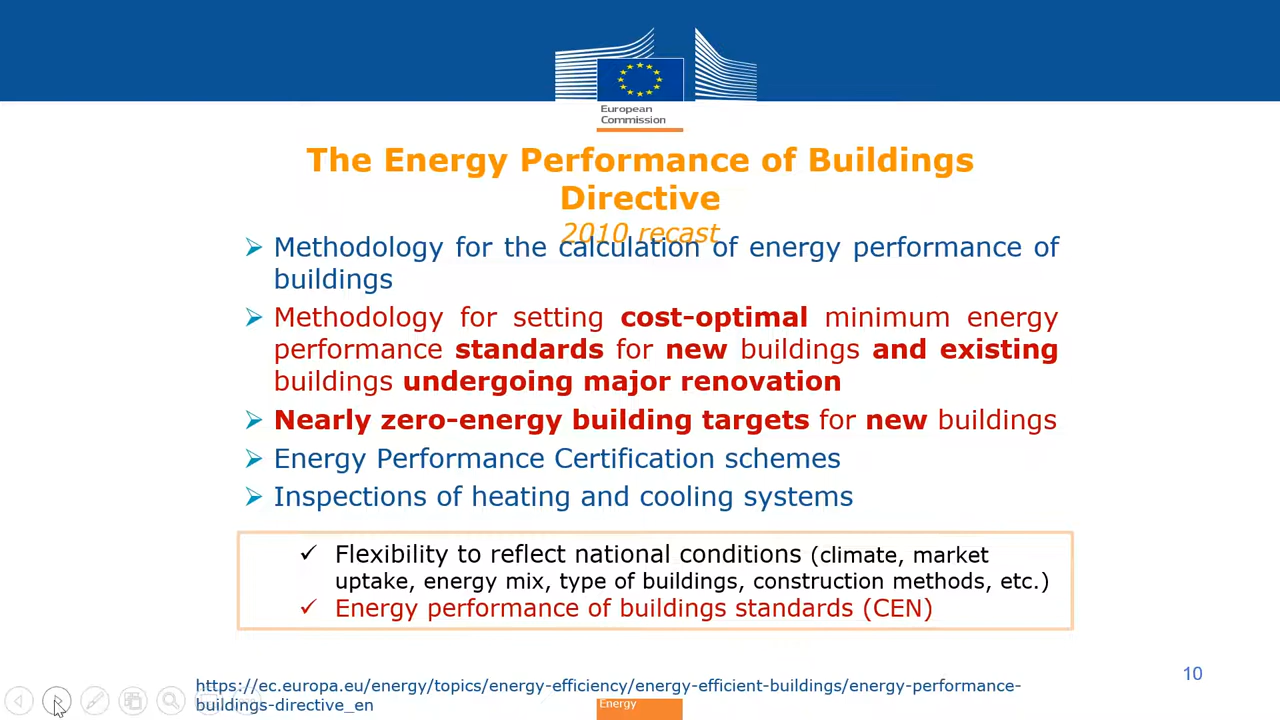 European
Commission
The Energy Performance of Buildings
Directive
2010 recast
➢ Methodology for the calculation of energy performance of
buildings
➢ Methodology for setting cost-optimal minimum energy
performance standards for new buildings and existing
buildings undergoing major renovation
➢ Nearly zero-energy building targets for new buildings
➢ Energy Performance Certification schemes
➢ Inspections of heating and cooling systems
✓ Flexibility to reflect national conditions (climate, market
uptake, energy mix, type of buildings, construction methods, etc.)
✓ Energy performance of buildings standards (CEN)
10
https://ec.europa.eu/energy/topics/energy-efficiency/energy-efficient-buildings/energy-performance-
buildings-directive_en
Energy